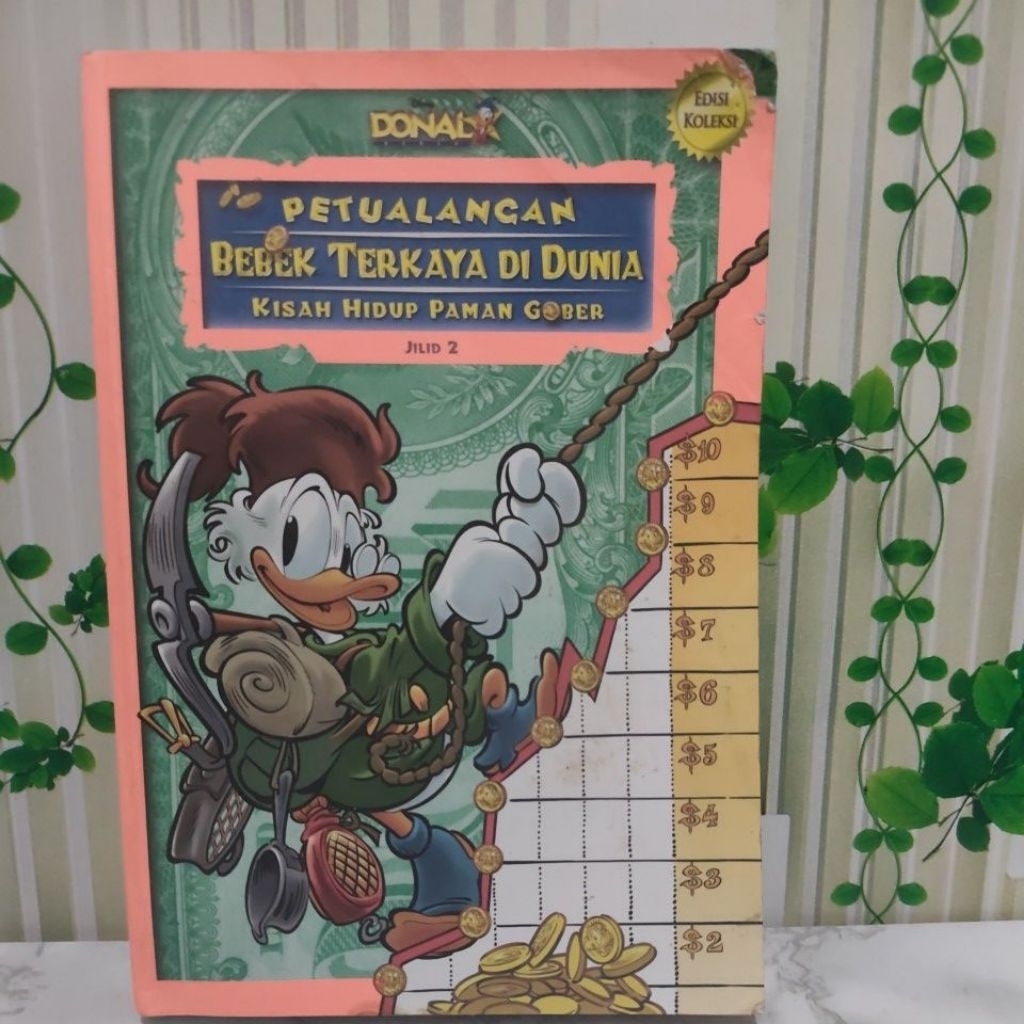 EDISI
KOLEKSI
DONAL
PETUALANGAN
BEBEK TERKAYA DI DUNIA
KISAH HIDUP PAMAN GOBER
JILID 2
$10
$9
$8
$7
$6
$5
$4
$3
$2